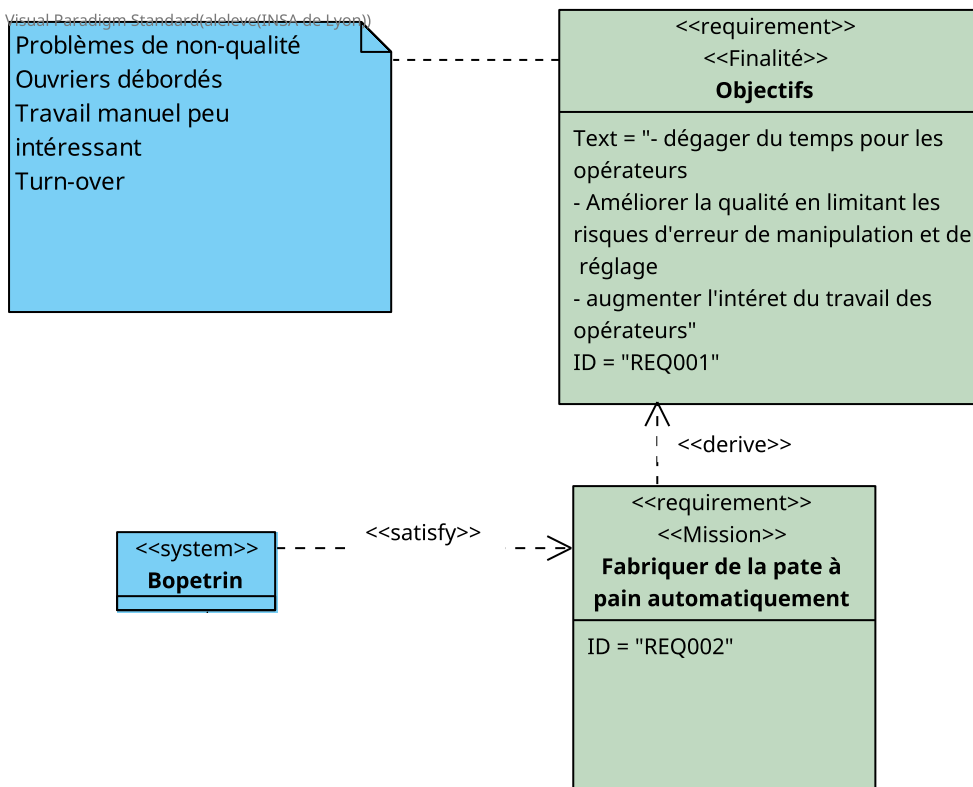 Visual Paradigm Standard(aleleve(INSA de Lyon))
Problèmes de non-qualité
Ouvriers débordés
Travail manuel peu
intéressant
Turn-over
<<requirement>>
<<Finalité>>
Objectifs
Text = "- dégager du temps pour les
opérateurs
- Améliorer la qualité en limitant les
risques d'erreur de manipulation et de
réglage
- augmenter l'intéret du travail des
opérateurs"
ID = "REQ001"
<<derive>>
<<satisfy>>
<<system>>
Bopetrin
<<requirement>>
<<Mission>>
Fabriquer de la pate à
pain automatiquement
ID = "REQ002"